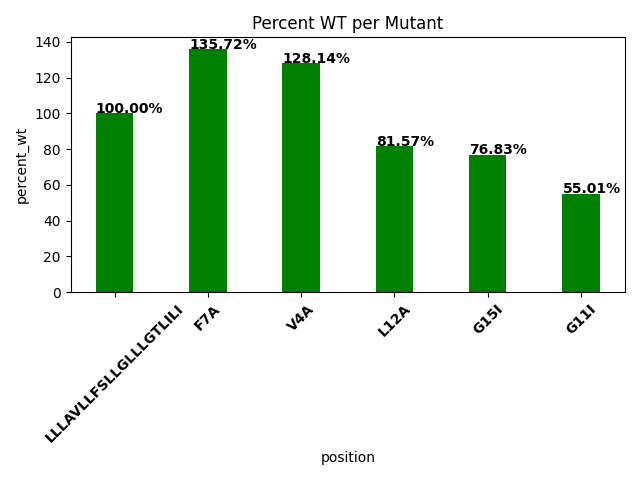 Percent WT per Mutant
percent_wt
140
120
100
80
60
40
20
0
100.00%
135.72%
128.14%
81.57%
76.83%
55.01%
LLLAVLLFSLLGLLLGTLILI
F7A
V4A
L12A
G15I
G11I
position